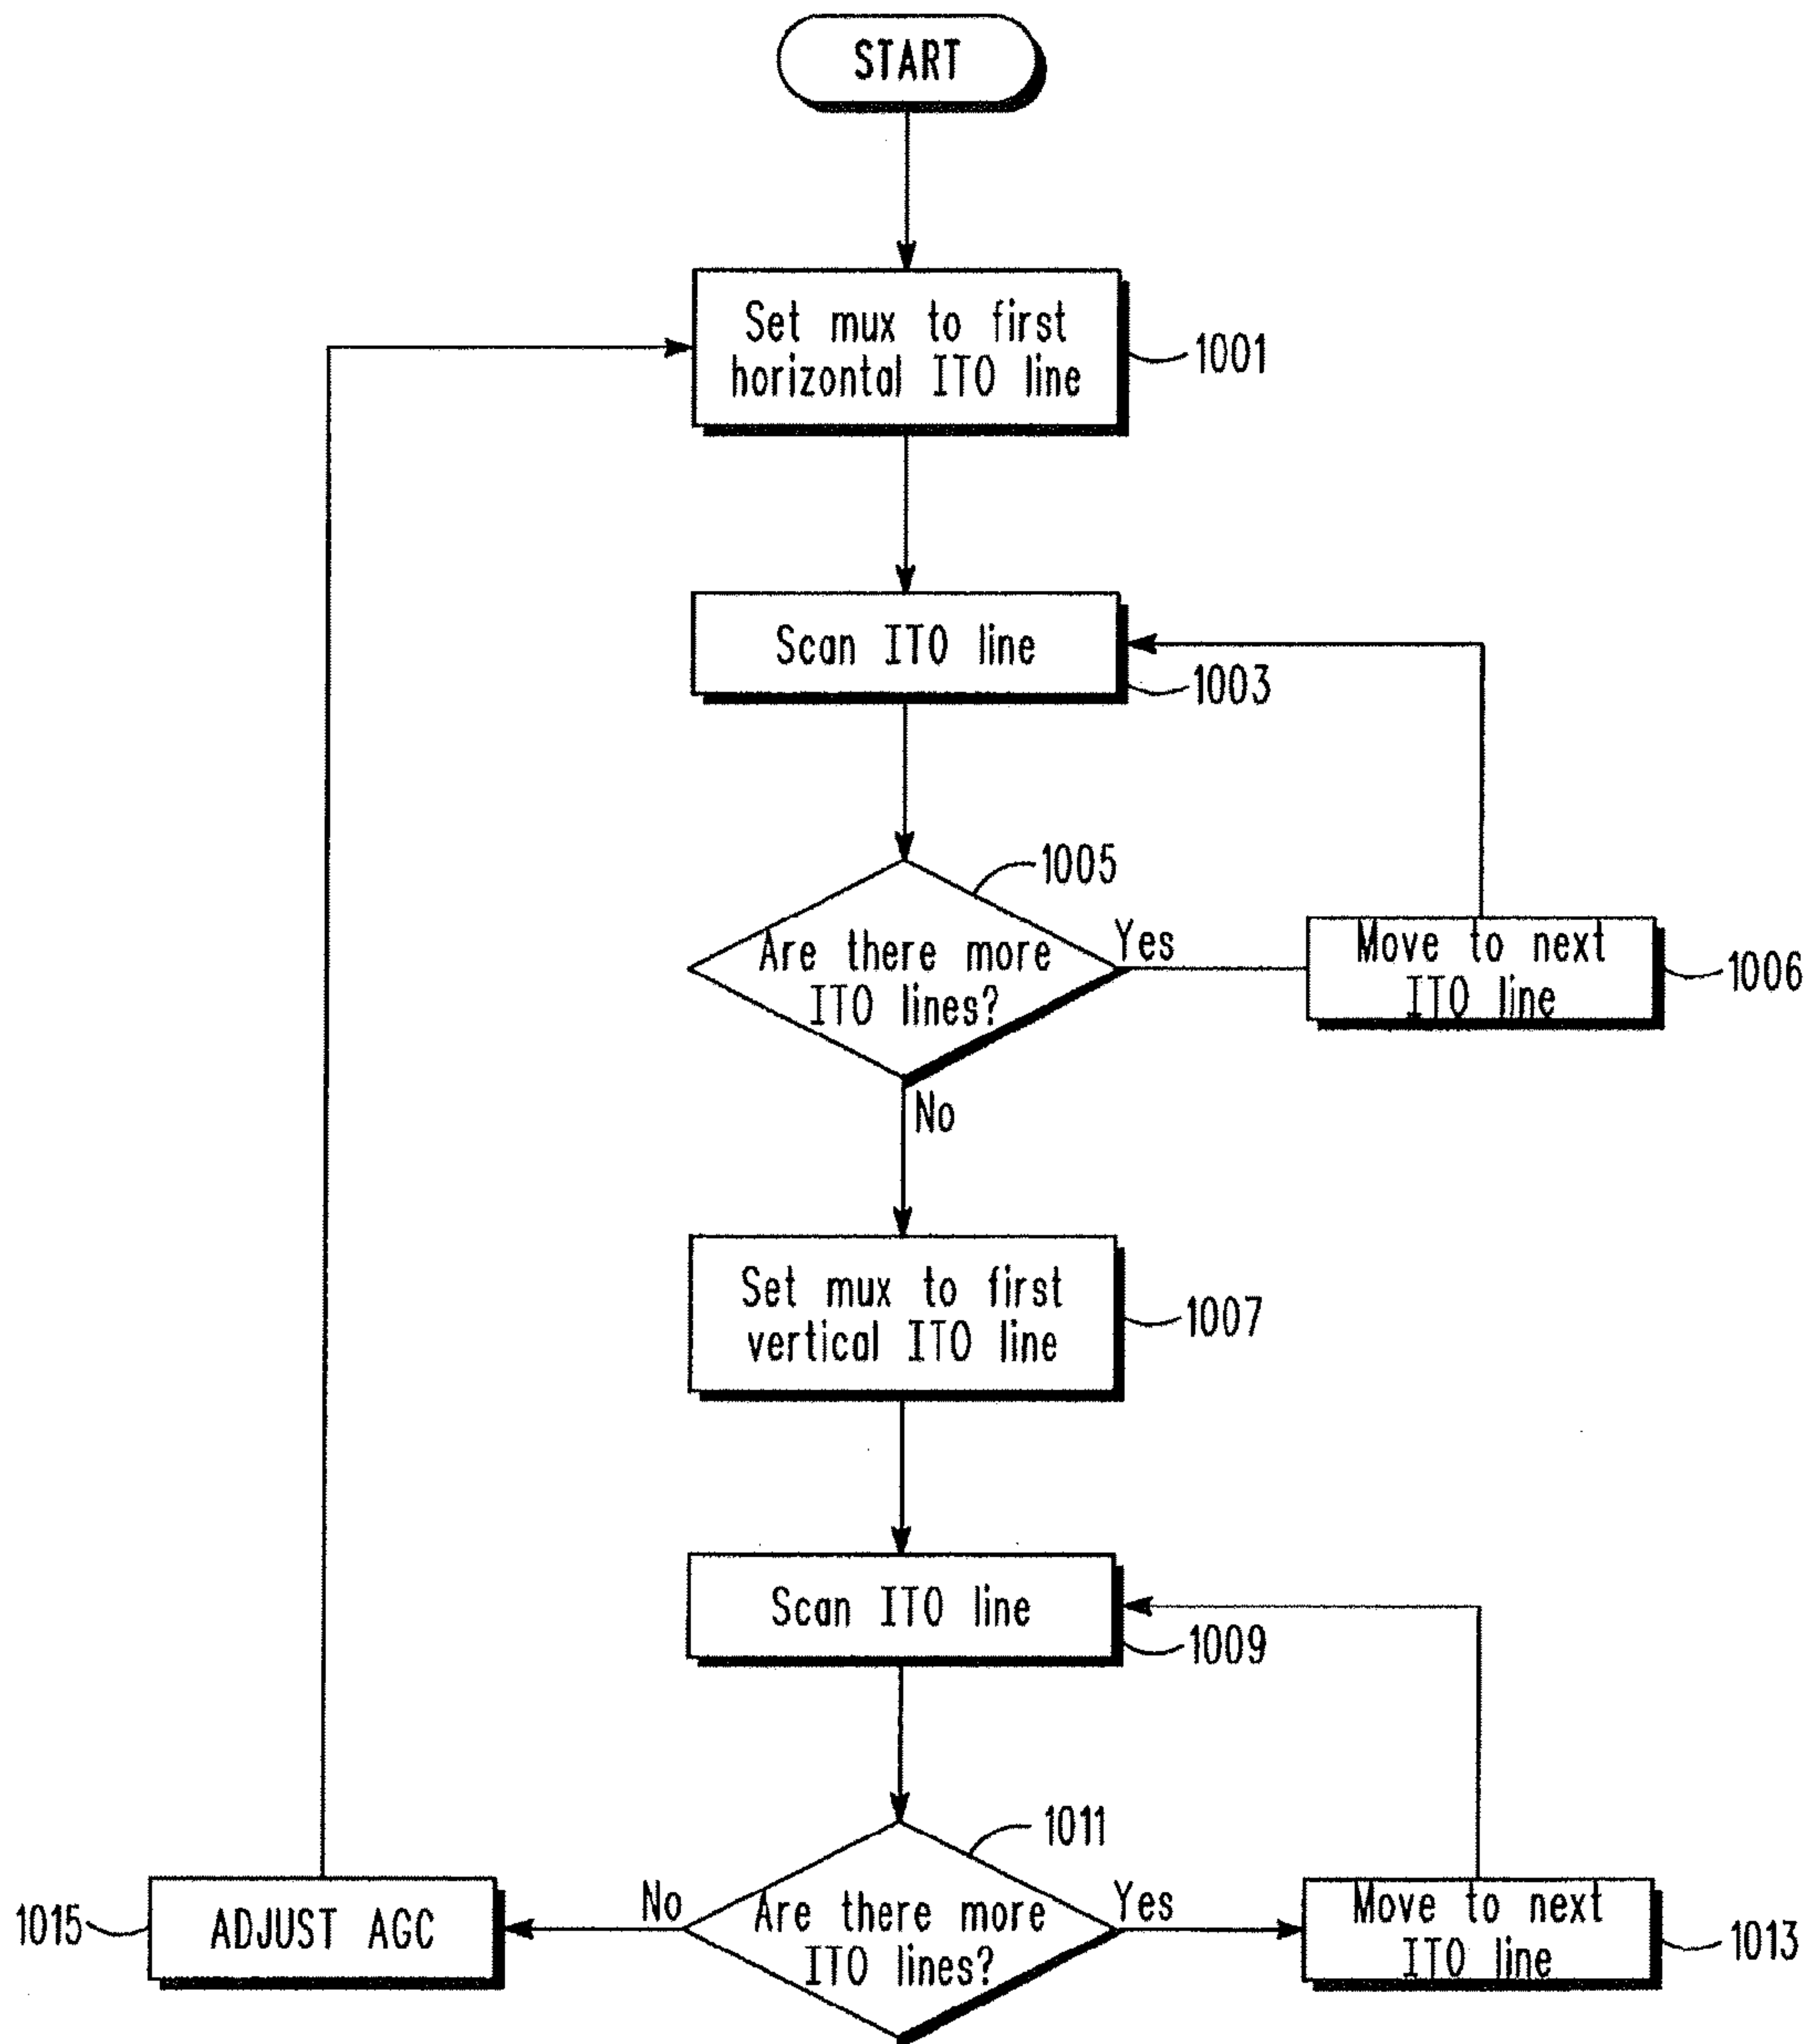 START
Set mux to first
horizontal ITO line
1001
Scan ITO line
1003
1005
Are there more
ITO lines?
Yes
Move to next
ITO line
1006
No
Set mux to first
vertical ITO line
1007
Scan ITO line
1009
1011
Are there more
ITO lines?
Yes
Move to next
ITO line
1013
No
ADJUST AGC
1015